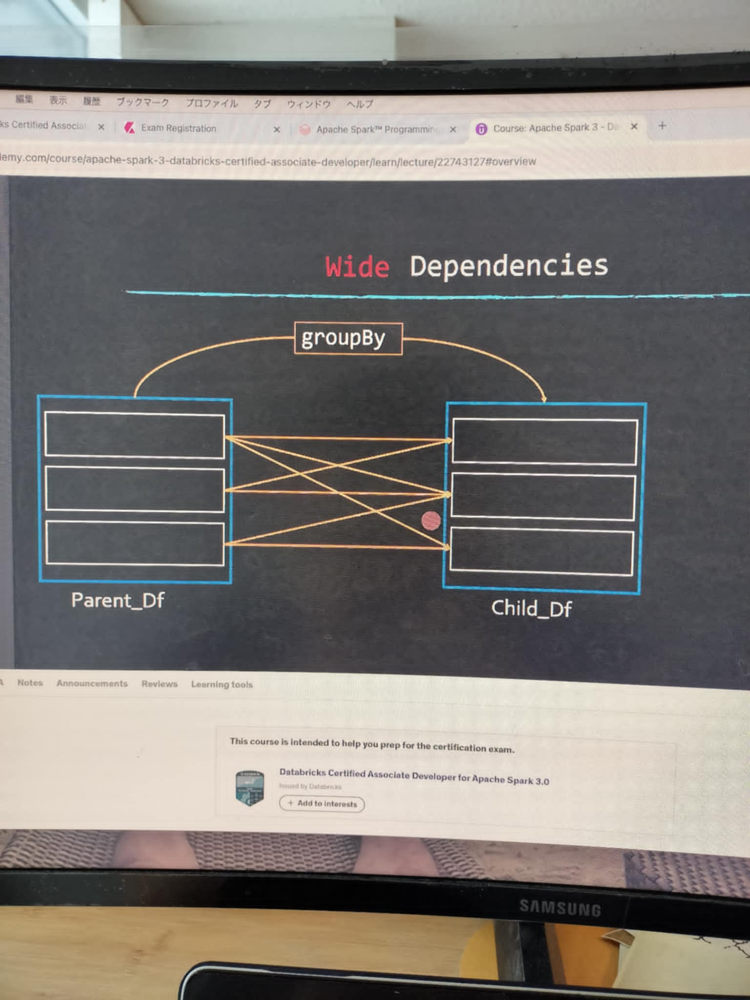 編集 表示 履歴 ブックマーク プロファイル タブ ウィンドウ ヘルプ
ks Certified Associat Exam Registration Apache Spark™ Programming Course: Apache Spark 3 - Da
lemy.com/course/apache-spark-3-databricks-certified-associate-developer/learn/lecture/22743127#overview
Wide Dependencies
groupBy
Parent_Df
Child_Df
A Notes Announcements Reviews Learning tools
This course is intended to help you prep for the certification exam.
Databricks Certified Associate Developer for Apache Spark 3.0
Issued by Databricks
+ Add to interests
SAMSUNG